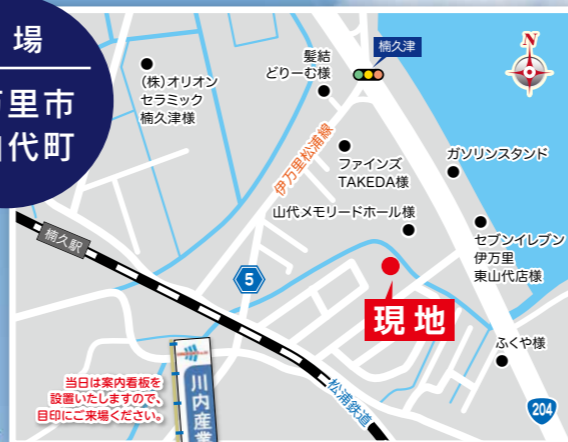 場
万里市
山代町
(株)オリオン
セラミック
楠久津様
髪結
どりーむ様
楠久津
N
伊万里松浦線
ファインズ
TAKEDA様
ガソリンスタンド
山代メモリードホール様
セブンイレブン
伊万里
東山代店様
楠久駅
5
現地
ふくや様
当日は案内看板を
設置いたしますので、
目印にご来場ください。
川内産業
松浦鉄道
204